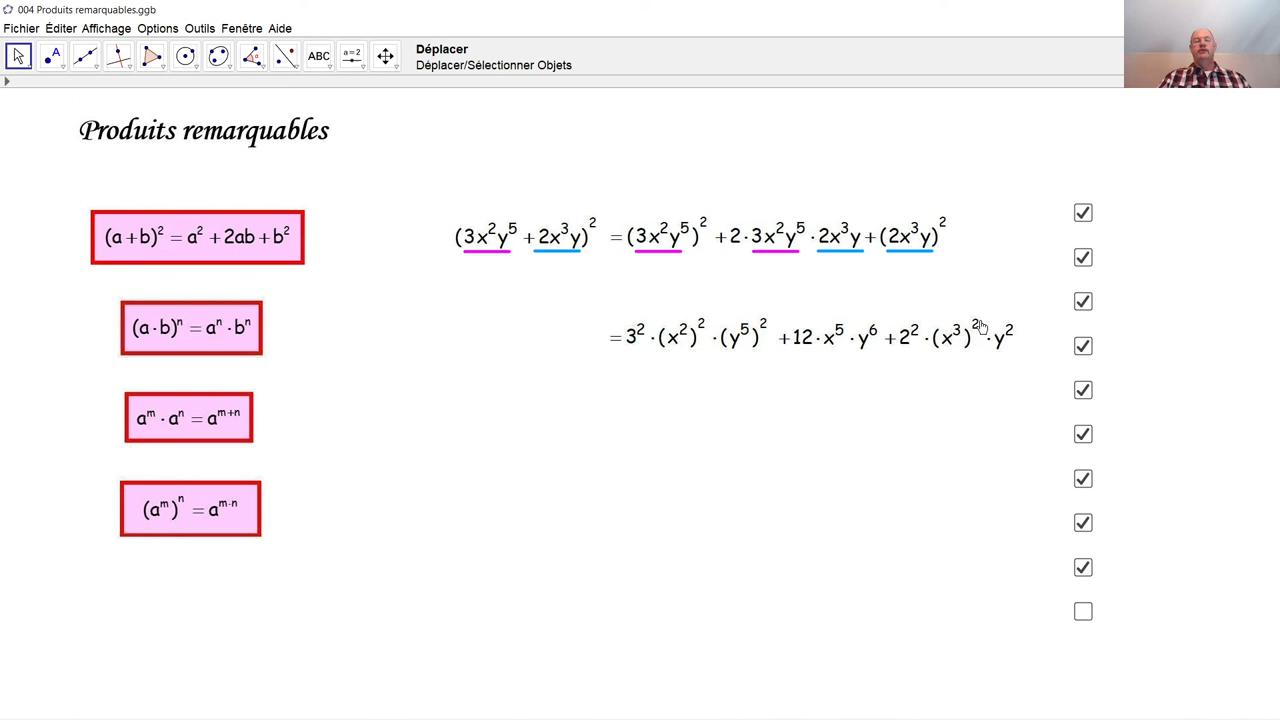 004 Produits remarquables.ggb
Fichier Éditer Affichage Options Outils Fenêtre Aide
A ABC a=2
Déplacer
Déplacer/Sélectionner Objets
Produits remarquables
(a+b)² = a² + 2ab + b²
(3x²y⁵ + 2x³y)² = (3x²y⁵)² + 2·3x²y⁵·2x³y + (2x³y)²
(a·b)ⁿ = aⁿ·bⁿ
= 3²·(x²)²·(y⁵)² + 12·x⁵·y⁶ + 2²·(x³)²·y²
aᵐ·aⁿ = aᵐ⁺ⁿ
(aᵐ)ⁿ = aᵐ·ⁿ